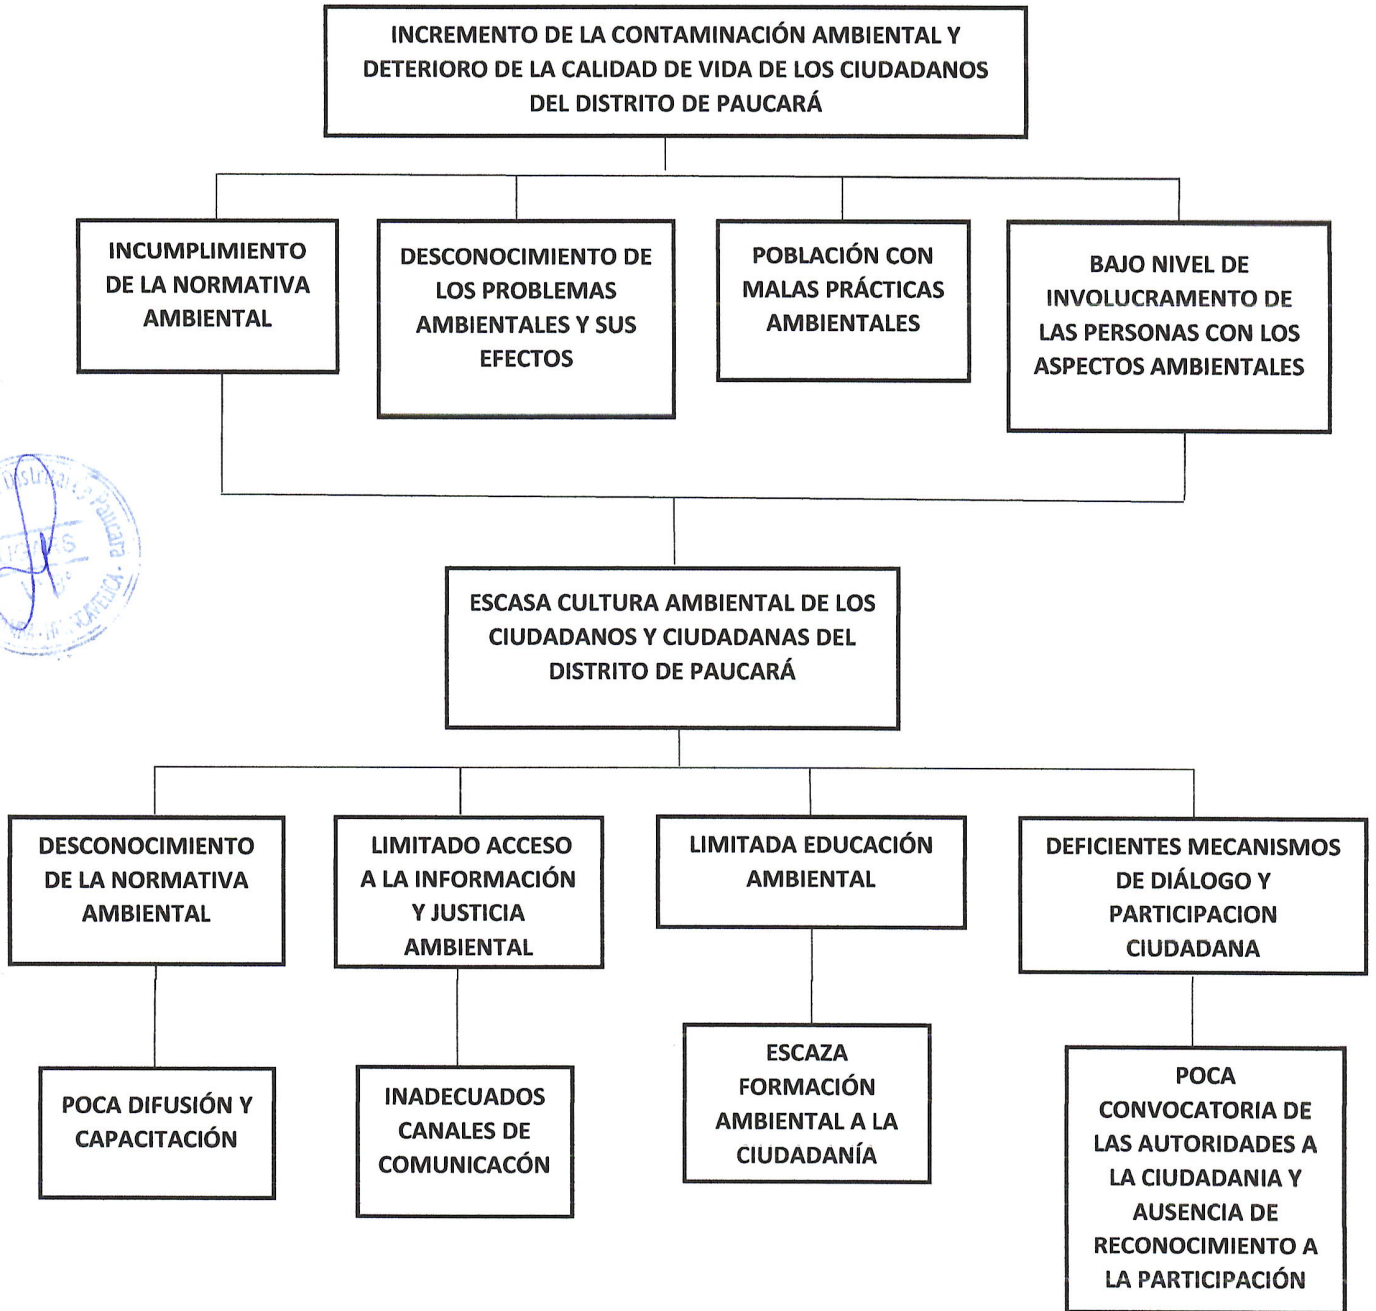 INCREMENTO DE LA CONTAMINACIÓN AMBIENTAL Y
DETERIORO DE LA CALIDAD DE VIDA DE LOS CIUDADANOS
DEL DISTRITO DE PAUCARÁ
INCUMPLIMIENTO
DE LA NORMATIVA
AMBIENTAL
DESCONOCIMIENTO DE
LOS PROBLEMAS
AMBIENTALES Y SUS
EFECTOS
POBLACIÓN CON
MALAS PRÁCTICAS
AMBIENTALES
BAJO NIVEL DE
INVOLUCRAMENTO DE
LAS PERSONAS CON LOS
ASPECTOS AMBIENTALES
Distrital de Paucará
ESCASA CULTURA AMBIENTAL DE LOS
CIUDADANOS Y CIUDADANAS DEL
DISTRITO DE PAUCARÁ
DESCONOCIMIENTO
DE LA NORMATIVA
AMBIENTAL
LIMITADO ACCESO
A LA INFORMACIÓN
Y JUSTICIA
AMBIENTAL
LIMITADA EDUCACIÓN
AMBIENTAL
DEFICIENTES MECANISMOS
DE DIÁLOGO Y
PARTICIPACION
CIUDADANA
POCA DIFUSIÓN Y
CAPACITACIÓN
INADECUADOS
CANALES DE
COMUNICACÓN
ESCAZA
FORMACIÓN
AMBIENTAL A LA
CIUDADANÍA
POCA
CONVOCATORIA DE
LAS AUTORIDADES A
LA CIUDADANIA Y
AUSENCIA DE
RECONOCIMIENTO A
LA PARTICIPACIÓN